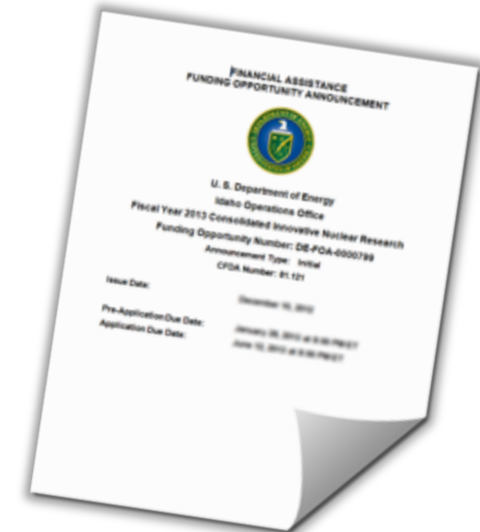 FINANCIAL ASSISTANCE
FUNDING OPPORTUNITY ANNOUNCEMENT
U. S. Department of Energy
Idaho Operations Office
Fiscal Year 2013 Consolidated Innovative Nuclear Research
Funding Opportunity Number: DE-FOA-0000799
Announcement Type: Initial
CFDA Number: 81.121
Issue Date:
Pre-Application Due Date:
Application Due Date: